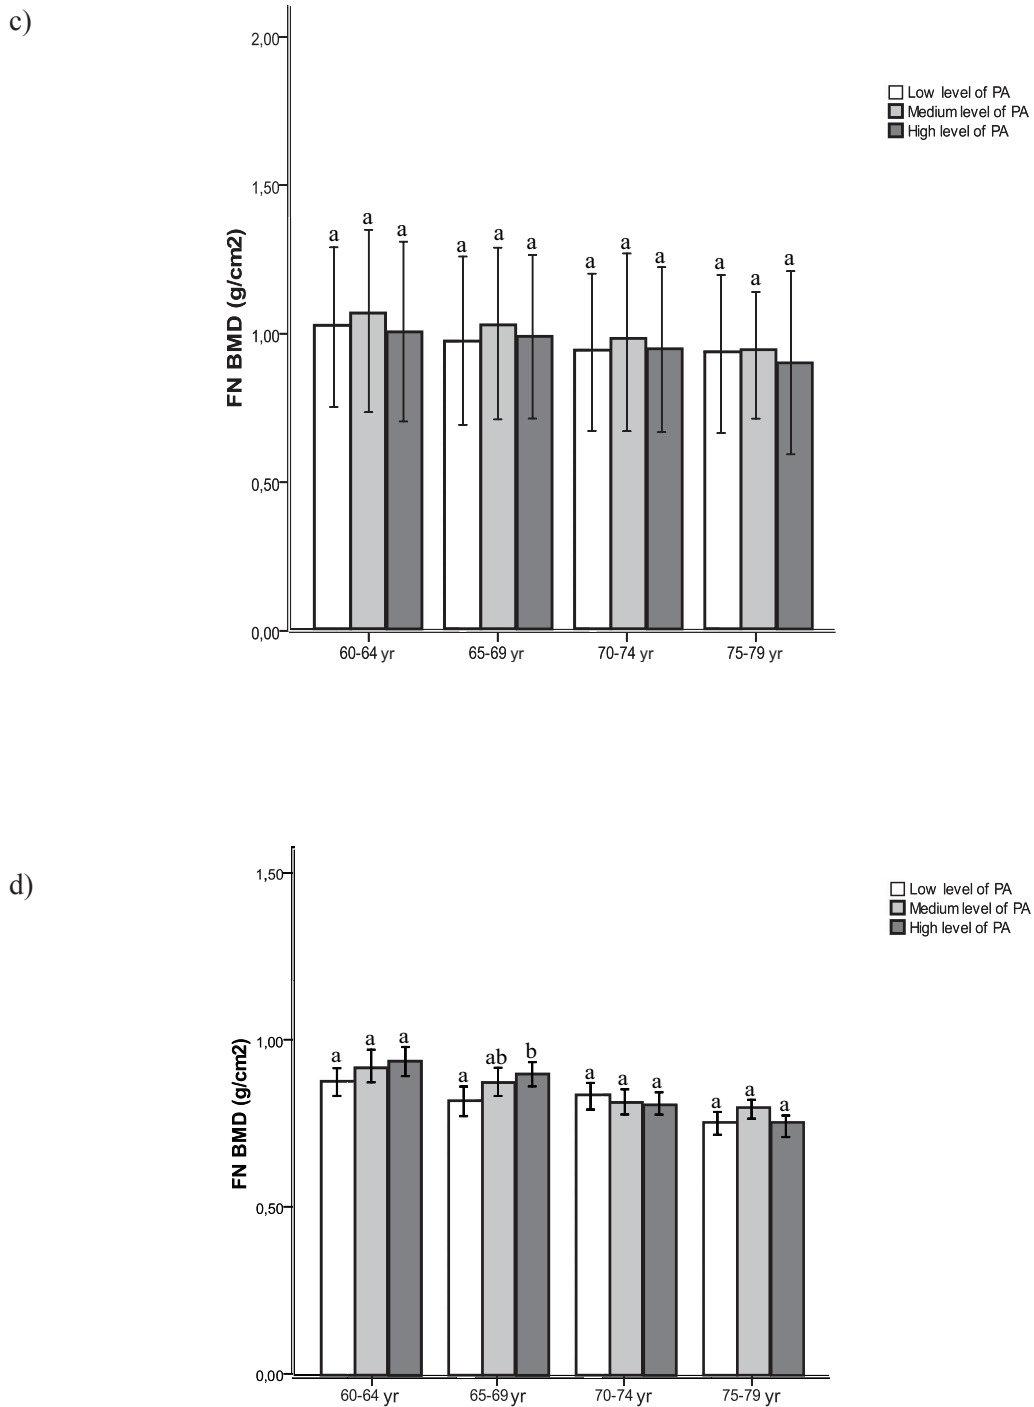 c)
2,00
1,50
1,00
0,50
0,00
FN BMD (g/cm2)
Low level of PA
Medium level of PA
High level of PA
a a a a a a a a a a a a
60-64 yr 65-69 yr 70-74 yr 75-79 yr
d)
1,50
1,00
0,50
0,00
FN BMD (g/cm2)
Low level of PA
Medium level of PA
High level of PA
a a a a ab b a a a a a a
60-64 yr 65-69 yr 70-74 yr 75-79 yr